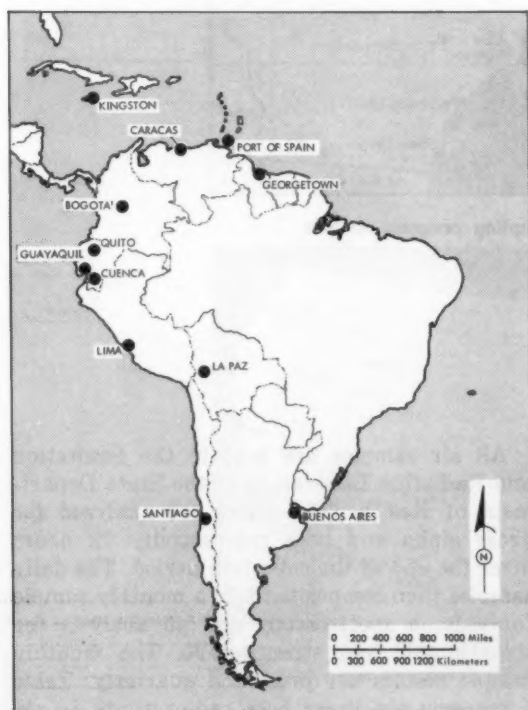 KINGSTON
CARACAS
PORT OF SPAIN
GEORGETOWN
BOGOTA'
QUITO
GUAYAQUIL
CUENCA
LIMA
LA PAZ
SANTIAGO
BUENOS AIRES
N
0 200 400 600 800 1000 Miles
0 300 600 900 1200 Kilometers